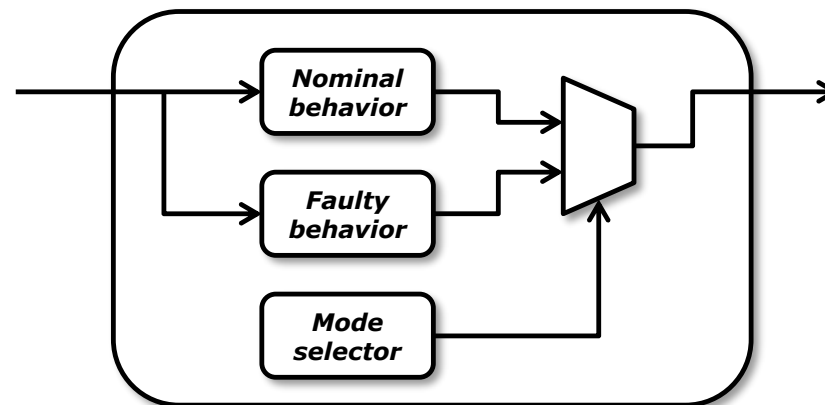 Nominal
behavior
Faulty
behavior
Mode
selector